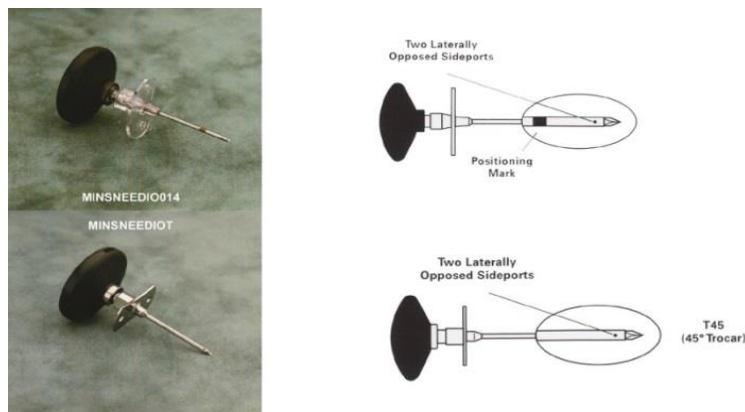 MINSNEEDIO014
MINSNEEDIOT
Two Laterally
Opposed Sideports
Positioning
Mark
Two Laterally
Opposed Sideports
T45
(45° Trocar)